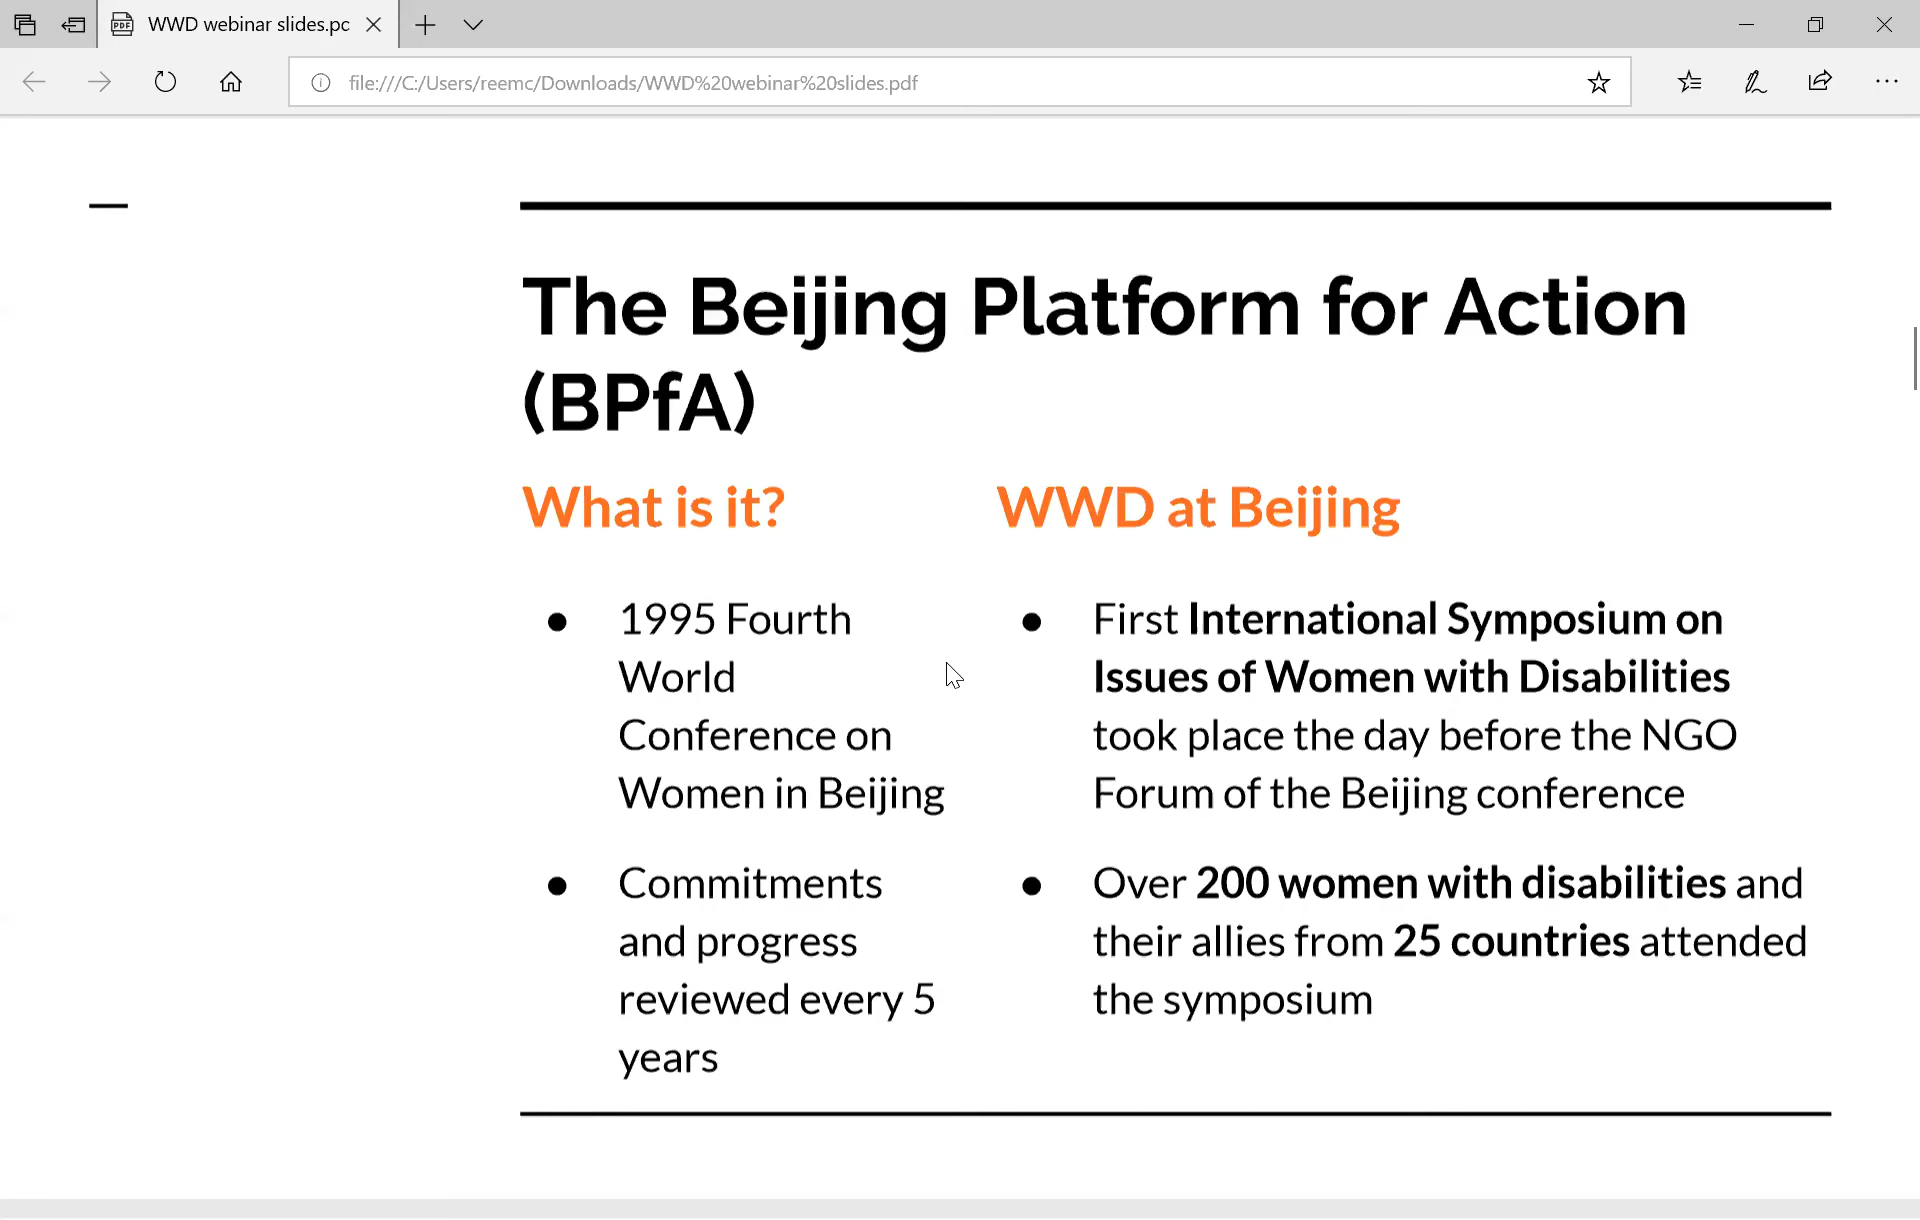 WWD webinar slides.pc
file:///C:/Users/reemc/Downloads/WWD%20webinar%20slides.pdf
The Beijing Platform for Action
(BPfA)
What is it?
1995 Fourth
World
Conference on
Women in Beijing
Commitments
and progress
reviewed every 5
years
WWD at Beijing
First International Symposium on
Issues of Women with Disabilities
took place the day before the NGO
Forum of the Beijing conference
Over 200 women with disabilities and
their allies from 25 countries attended
the symposium